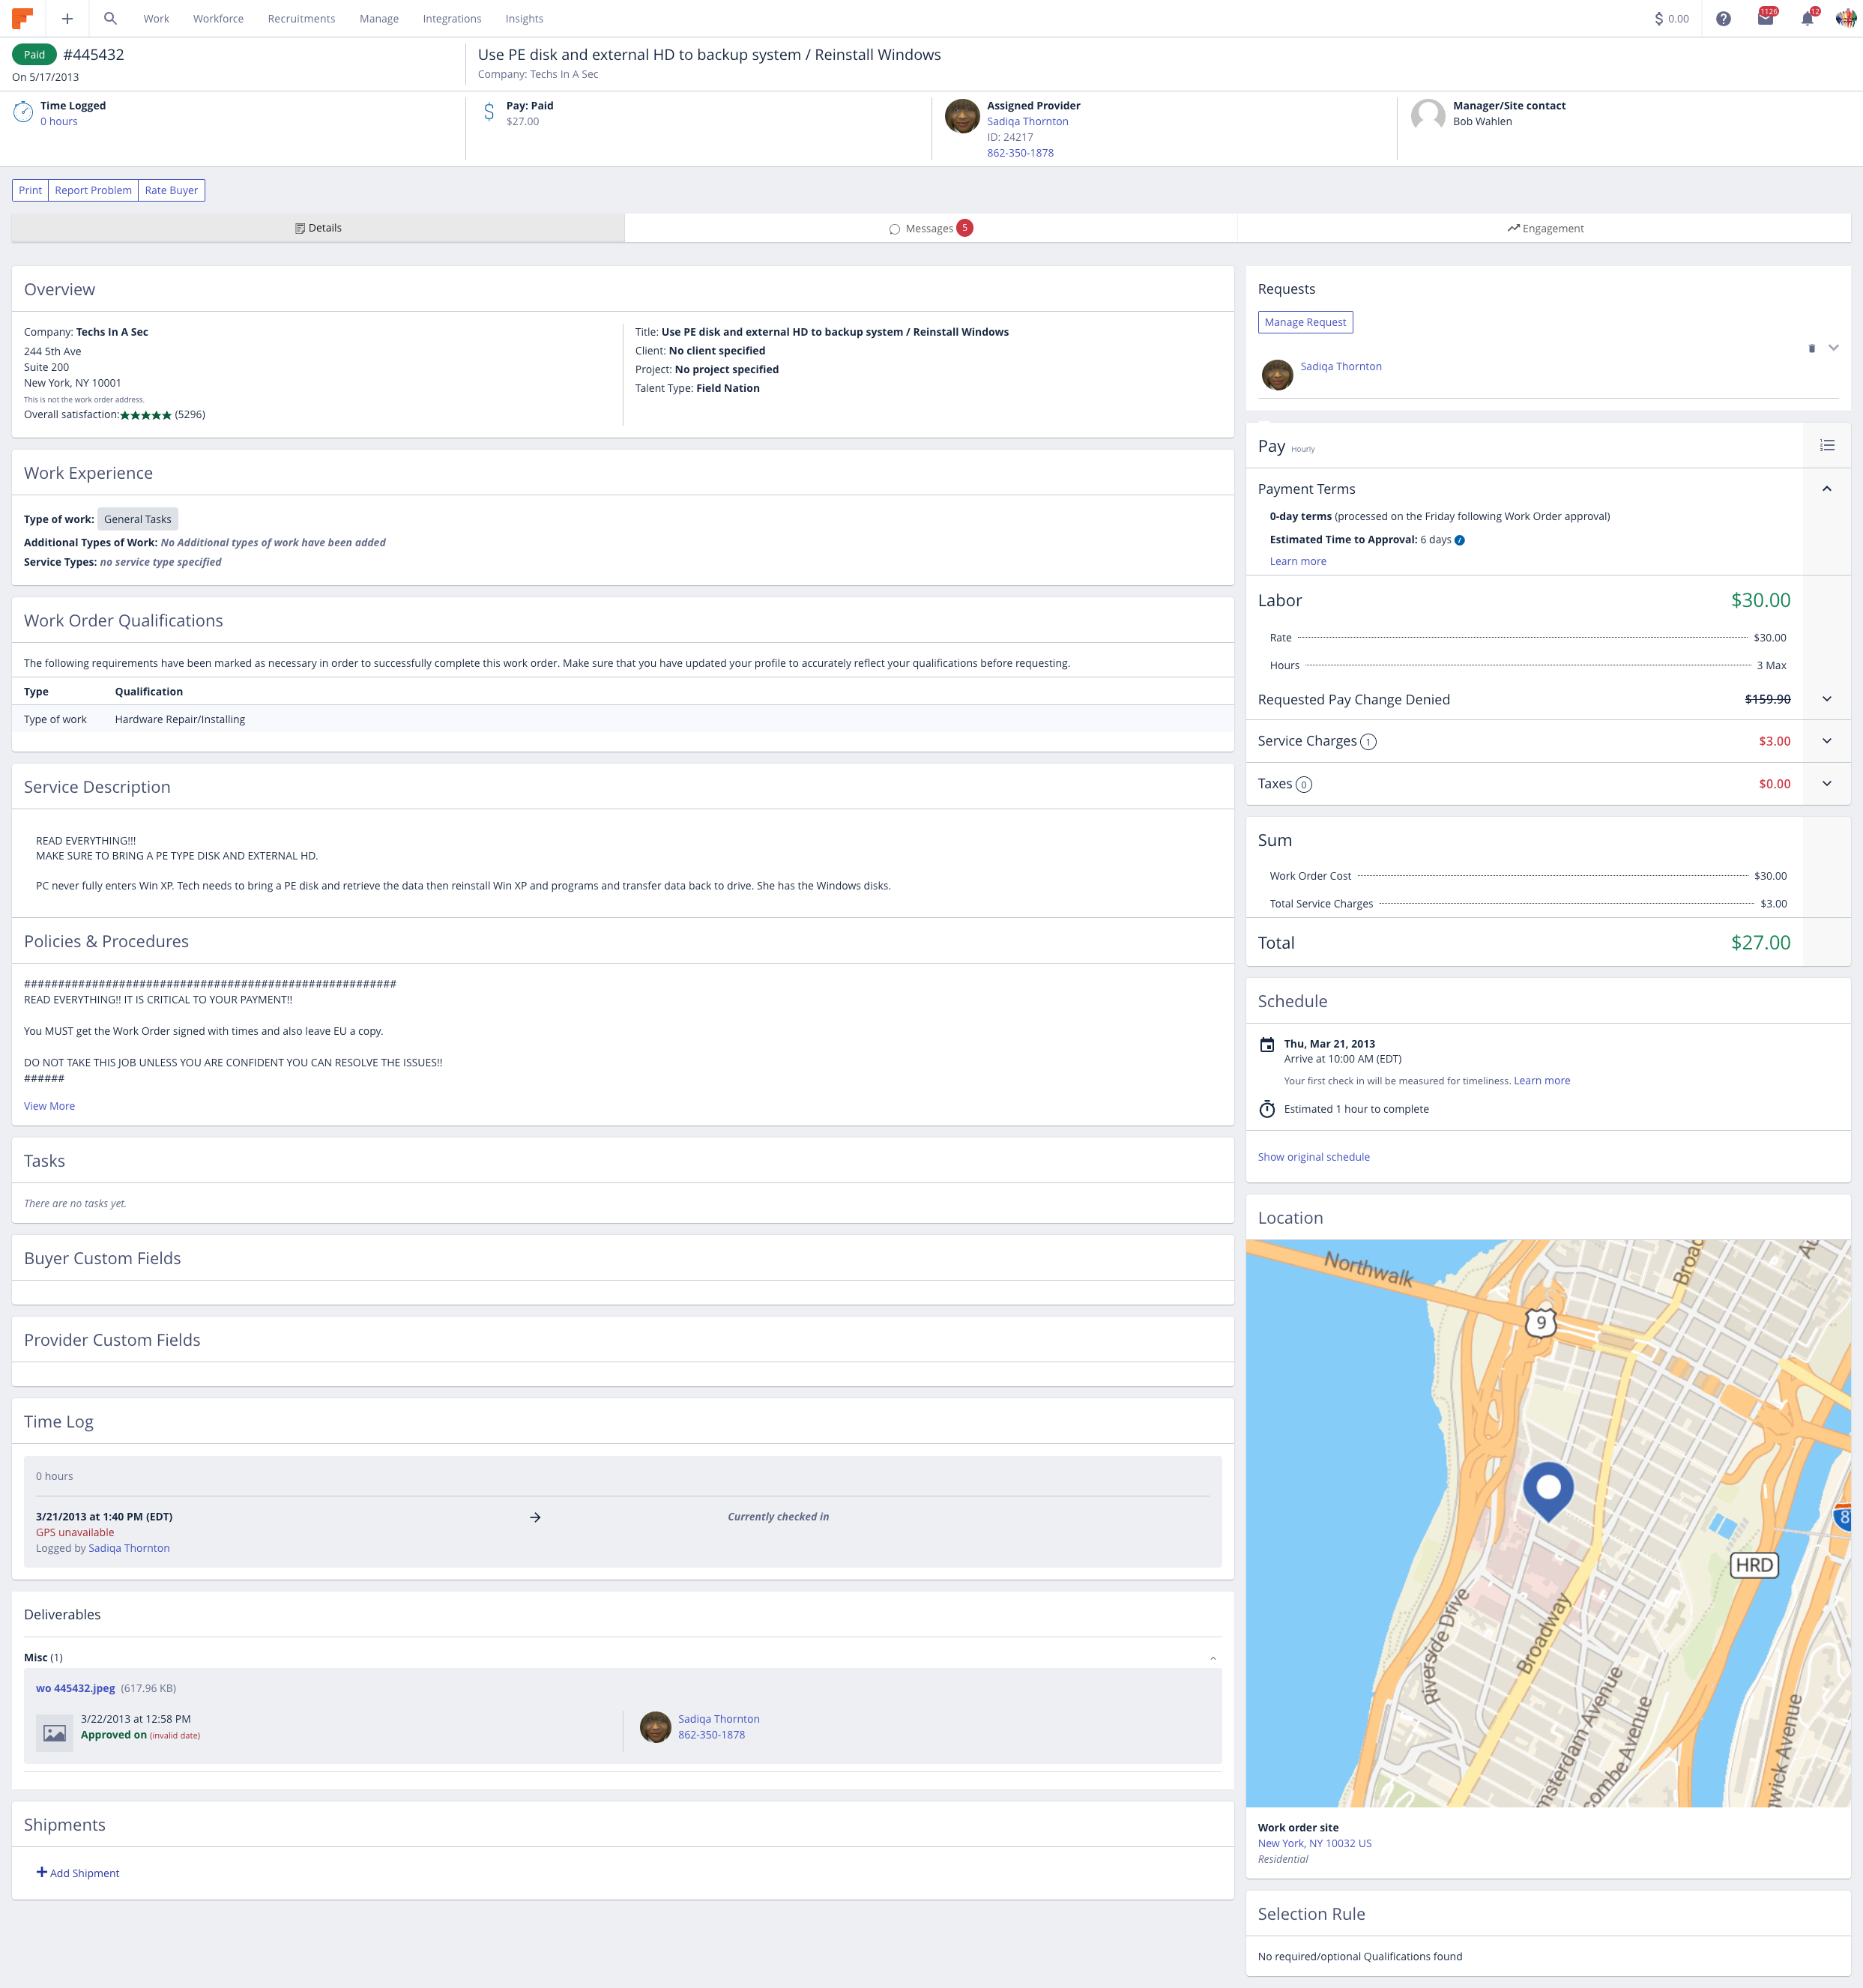 Work
Workforce
Recruitments
Manage
Integrations
Insights
$ 0.00
1126
12
Paid #445432
On 5/17/2013
Use PE disk and external HD to backup system / Reinstall Windows
Company: Techs In A Sec
Time Logged
0 hours
Pay: Paid
$27.00
Assigned Provider
Sadiqa Thornton
ID: 24217
862-350-1878
Manager/Site contact
Bob Wahlen
Print
Report Problem
Rate Buyer
Details
Messages 5
Engagement
Overview
Company: Techs In A Sec
244 5th Ave
Suite 200
New York, NY 10001
This is not the work order address.
Overall satisfaction:★★★★★ (5296)
Title: Use PE disk and external HD to backup system / Reinstall Windows
Client: No client specified
Project: No project specified
Talent Type: Field Nation
Work Experience
Type of work: General Tasks
Additional Types of Work: No Additional types of work have been added
Service Types: no service type specified
Work Order Qualifications
The following requirements have been marked as necessary in order to successfully complete this work order. Make sure that you have updated your profile to accurately reflect your qualifications before requesting.
Type Qualification
Type of work Hardware Repair/Installing
Service Description
READ EVERYTHING!!!
MAKE SURE TO BRING A PE TYPE DISK AND EXTERNAL HD.
PC never fully enters Win XP. Tech needs to bring a PE disk and retrieve the data then reinstall Win XP and programs and transfer data back to drive. She has the Windows disks.
Policies & Procedures
#######################################################
READ EVERYTHING!! IT IS CRITICAL TO YOUR PAYMENT!!
You MUST get the Work Order signed with times and also leave EU a copy.
DO NOT TAKE THIS JOB UNLESS YOU ARE CONFIDENT YOU CAN RESOLVE THE ISSUES!!
######
View More
Tasks
There are no tasks yet.
Buyer Custom Fields
Provider Custom Fields
Time Log
0 hours
3/21/2013 at 1:40 PM (EDT) → Currently checked in
GPS unavailable
Logged by Sadiqa Thornton
Deliverables
Misc (1)
wo 445432.jpeg (617.96 KB)
3/22/2013 at 12:58 PM
Approved on (invalid date)
Sadiqa Thornton
862-350-1878
Shipments
+ Add Shipment
Requests
Manage Request
Sadiqa Thornton
Pay Hourly
Payment Terms
0-day terms (processed on the Friday following Work Order approval)
Estimated Time to Approval: 6 days
Learn more
Labor $30.00
Rate $30.00
Hours 3 Max
Requested Pay Change Denied $159.90
Service Charges 1 $3.00
Taxes 0 $0.00
Sum
Work Order Cost $30.00
Total Service Charges $3.00
Total $27.00
Schedule
Thu, Mar 21, 2013
Arrive at 10:00 AM (EDT)
Your first check in will be measured for timeliness. Learn more
Estimated 1 hour to complete
Show original schedule
Location
Northwalk
Broad
9
8
HRD
Riverside Drive
Broadway
msterdam Avenue
combe Avenue
wick Avenue
Work order site
New York, NY 10032 US
Residential
Selection Rule
No required/optional Qualifications found